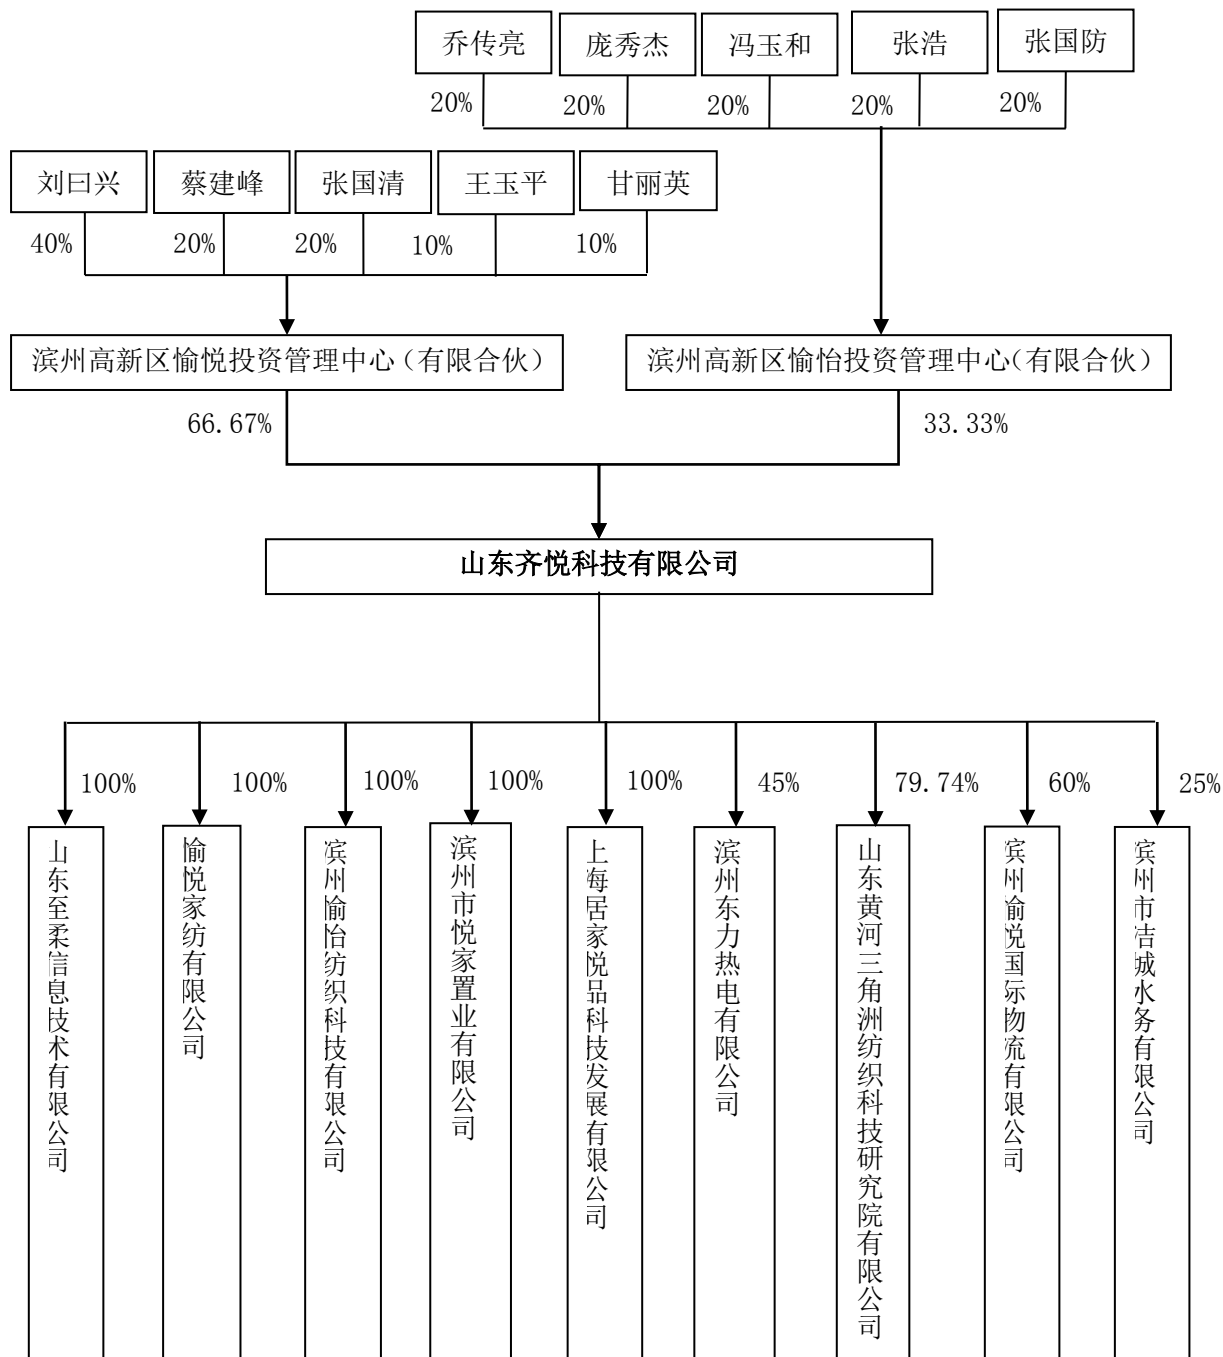 乔传亮
庞秀杰
冯玉和
张浩
张国防
20%
20%
20%
20%
20%
刘曰兴
蔡建峰
张国清
王玉平
甘丽英
40%
20%
20%
10%
10%
滨州高新区愉悦投资管理中心（有限合伙）
滨州高新区愉怡投资管理中心（有限合伙）
66.67%
33.33%
山东齐悦科技有限公司
100%
100%
100%
100%
100%
45%
79.74%
60%
25%
山东至柔信息技术有限公司
愉悦家纺有限公司
滨州愉怡纺织科技有限公司
滨州市悦家置业有限公司
上海居家悦品科技发展有限公司
滨州东力热电有限公司
山东黄河三角洲纺织科技研究院有限公司
滨州愉悦国际物流有限公司
滨州市洁城水务有限公司